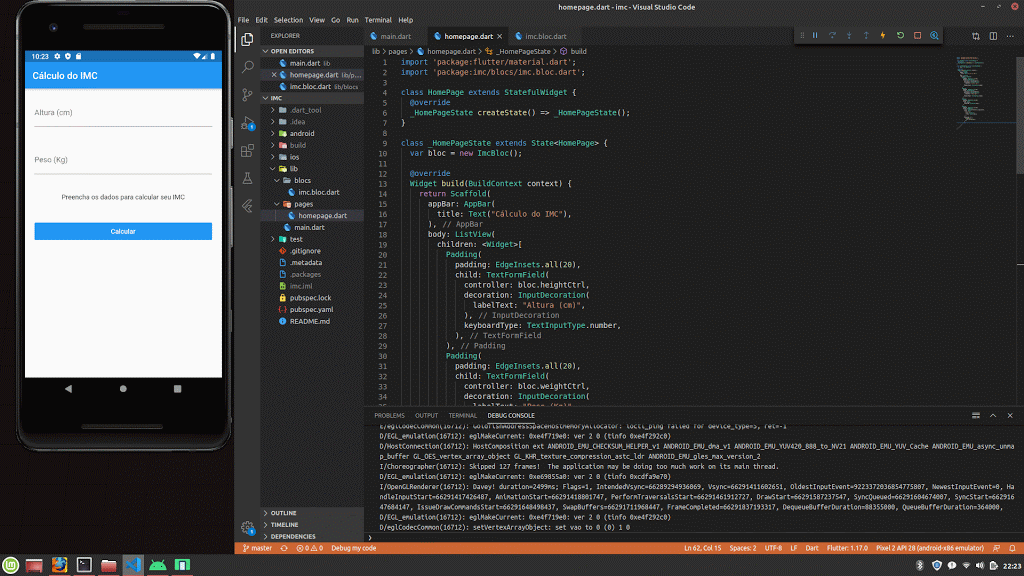 10:23
Cálculo do IMC
Altura (cm)
Peso (Kg)
Preencha os dados para calcular seu IMC
Calcular
homepage.dart - imc - Visual Studio Code
File Edit Selection View Go Run Terminal Help
EXPLORER
OPEN EDITORS
main.dart lib
homepage.dart lib/p...
imc.bloc.dart lib/blocs
IMC
.dart_tool
.idea
android
build
ios
lib
blocs
imc.bloc.dart
pages
homepage.dart
main.dart
test
.gitignore
.metadata
.packages
imc.iml
pubspec.lock
pubspec.yaml
README.md
OUTLINE
TIMELINE
DEPENDENCIES
main.dart homepage.dart imc.bloc.dart
lib > pages > homepage.dart > _HomePageState > build
1 import 'package:flutter/material.dart';
2 import 'package:imc/blocs/imc.bloc.dart';
3
4 class HomePage extends StatefulWidget {
5 @override
6 _HomePageState createState() => _HomePageState();
7 }
8
9 class _HomePageState extends State<HomePage> {
10 var bloc = new ImcBloc();
11
12 @override
13 Widget build(BuildContext context) {
14 return Scaffold(
15 appBar: AppBar(
16 title: Text("Cálculo do IMC"),
17 ), // AppBar
18 body: ListView(
19 children: <Widget>[
20 Padding(
21 padding: EdgeInsets.all(20),
22 child: TextFormField(
23 controller: bloc.heightCtrl,
24 decoration: InputDecoration(
25 labelText: "Altura (cm)",
26 ), // InputDecoration
27 keyboardType: TextInputType.number,
28 ), // TextFormField
29 ), // Padding
30 Padding(
31 padding: EdgeInsets.all(20),
32 child: TextFormField(
33 controller: bloc.weightCtrl,
34 decoration: InputDecoration(
PROBLEMS OUTPUT TERMINAL DEBUG CONSOLE
D/EGL_emulation(16712): eglMakeCurrent: 0xe4f719e0: ver 2 0 (tinfo 0xe4f292c0)
D/HostConnection(16712): HostComposition ext ANDROID_EMU_CHECKSUM_HELPER_v1 ANDROID_EMU_dma_v1 ANDROID_EMU_YUV420_888_to_NV21 ANDROID_EMU_YUV_Cache ANDROID_EMU_async_unma
p_buffer GL_OES_vertex_array_object GL_KHR_texture_compression_astc_ldr ANDROID_EMU_gles_max_version_2
I/Choreographer(16712): Skipped 127 frames! The application may be doing too much work on its main thread.
D/EGL_emulation(16712): eglMakeCurrent: 0xe69855a0: ver 2 0 (tinfo 0xcdfa9e70)
I/OpenGLRenderer(16712): Davey! duration=2499ms; Flags=1, IntendedVsync=66289294936069, Vsync=66291411602651, OldestInputEvent=9223372036854775807, NewestInputEvent=0, Ha
ndleInputStart=66291417426487, AnimationStart=66291418801747, PerformTraversalsStart=66291461912727, DrawStart=66291587237547, SyncQueued=66291604674007, SyncStart=662916
47684147, IssueDrawCommandsStart=66291648498437, SwapBuffers=66291711968447, FrameCompleted=66291837193317, DequeueBufferDuration=88355000, QueueBufferDuration=364000,
D/EGL_emulation(16712): eglMakeCurrent: 0xe4f719e0: ver 2 0 (tinfo 0xe4f292c0)
D/eglCodecCommon(16712): setVertexArrayObject: set vao to 0 (0) 1 0
master 0 0 Debug my code Ln 62, Col 15 Spaces: 2 UTF-8 LF Dart Flutter: 1.17.0 Pixel 2 API 28 (android-x86 emulator)
22:23